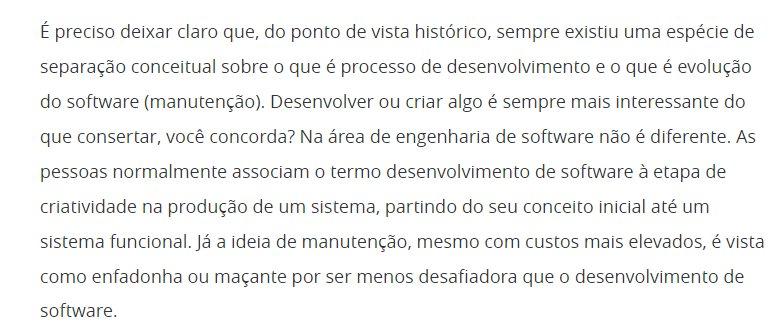 É preciso deixar claro que, do ponto de vista histórico, sempre existiu uma espécie de
separação conceitual sobre o que é processo de desenvolvimento e o que é evolução
do software (manutenção). Desenvolver ou criar algo é sempre mais interessante do
que consertar, você concorda? Na área de engenharia de software não é diferente. As
pessoas normalmente associam o termo desenvolvimento de software à etapa de
criatividade na produção de um sistema, partindo do seu conceito inicial até um
sistema funcional. Já a ideia de manutenção, mesmo com custos mais elevados, é vista
como enfadonha ou maçante por ser menos desafiadora que o desenvolvimento de
software.